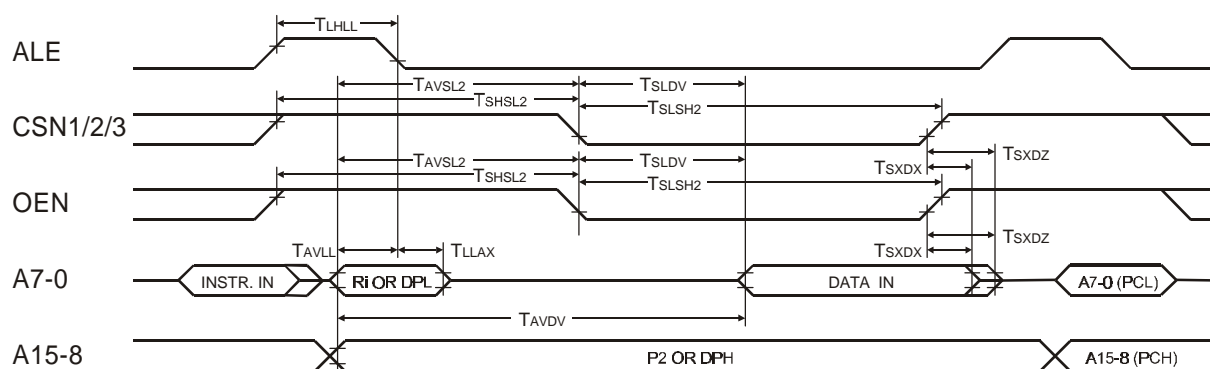 TLHLL
ALE
TAVSL2 TSLDV
TSHSL2 TSLSH2
CSN1/2/3
TSXDZ
TAVSL2 TSLDV TSXDX
TSHSL2 TSLSH2
OEN
TSXDZ
TAVLL TLLAX TSXDX
A7-0 INSTR. IN Ri OR DPL DATA IN A7-0 (PCL)
TAVDV
A15-8 P2 OR DPH A15-8 (PCH)